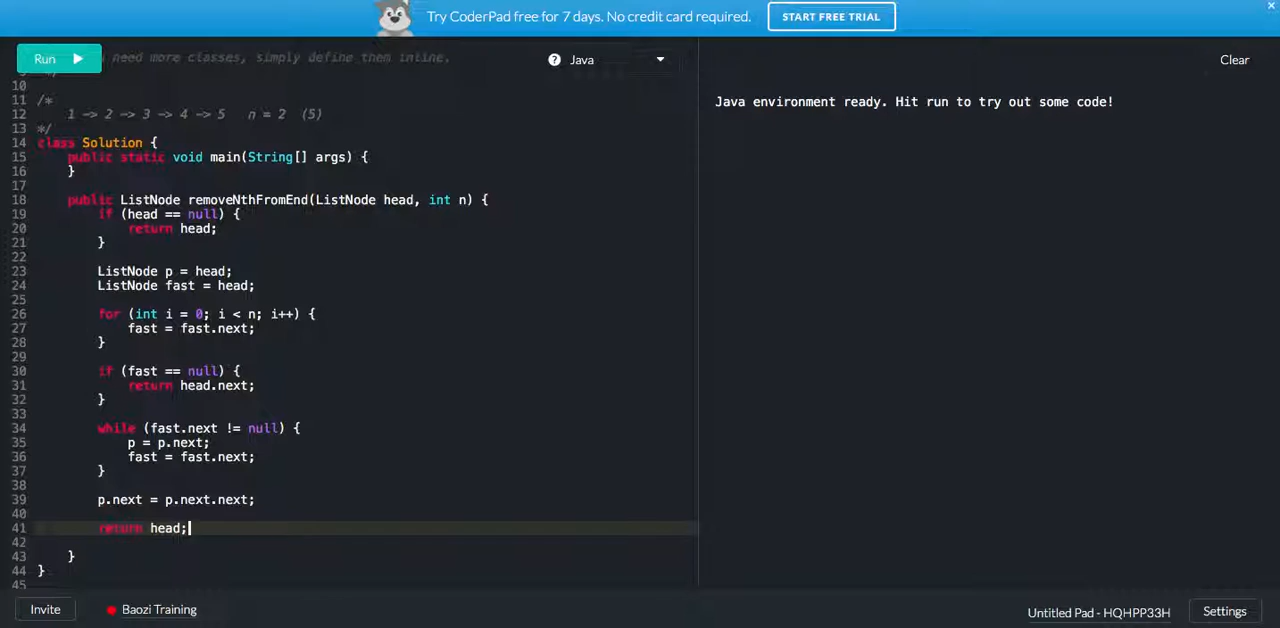 Try CoderPad free for 7 days. No credit card required.
START FREE TRIAL
×
Run
need more classes, simply define them inline.
? Java
Clear
Java environment ready. Hit run to try out some code!
9 */
10
11 /*
12 1 -> 2 -> 3 -> 4 -> 5 n = 2 (5)
13 */
14 class Solution {
15 public static void main(String[] args) {
16 }
17
18 public ListNode removeNthFromEnd(ListNode head, int n) {
19 if (head == null) {
20 return head;
21 }
22
23 ListNode p = head;
24 ListNode fast = head;
25
26 for (int i = 0; i < n; i++) {
27 fast = fast.next;
28 }
29
30 if (fast == null) {
31 return head.next;
32 }
33
34 while (fast.next != null) {
35 p = p.next;
36 fast = fast.next;
37 }
38
39 p.next = p.next.next;
40
41 return head;
42
43 }
44 }
45
Invite
Baozi Training
Untitled Pad - HQHPP33H
Settings